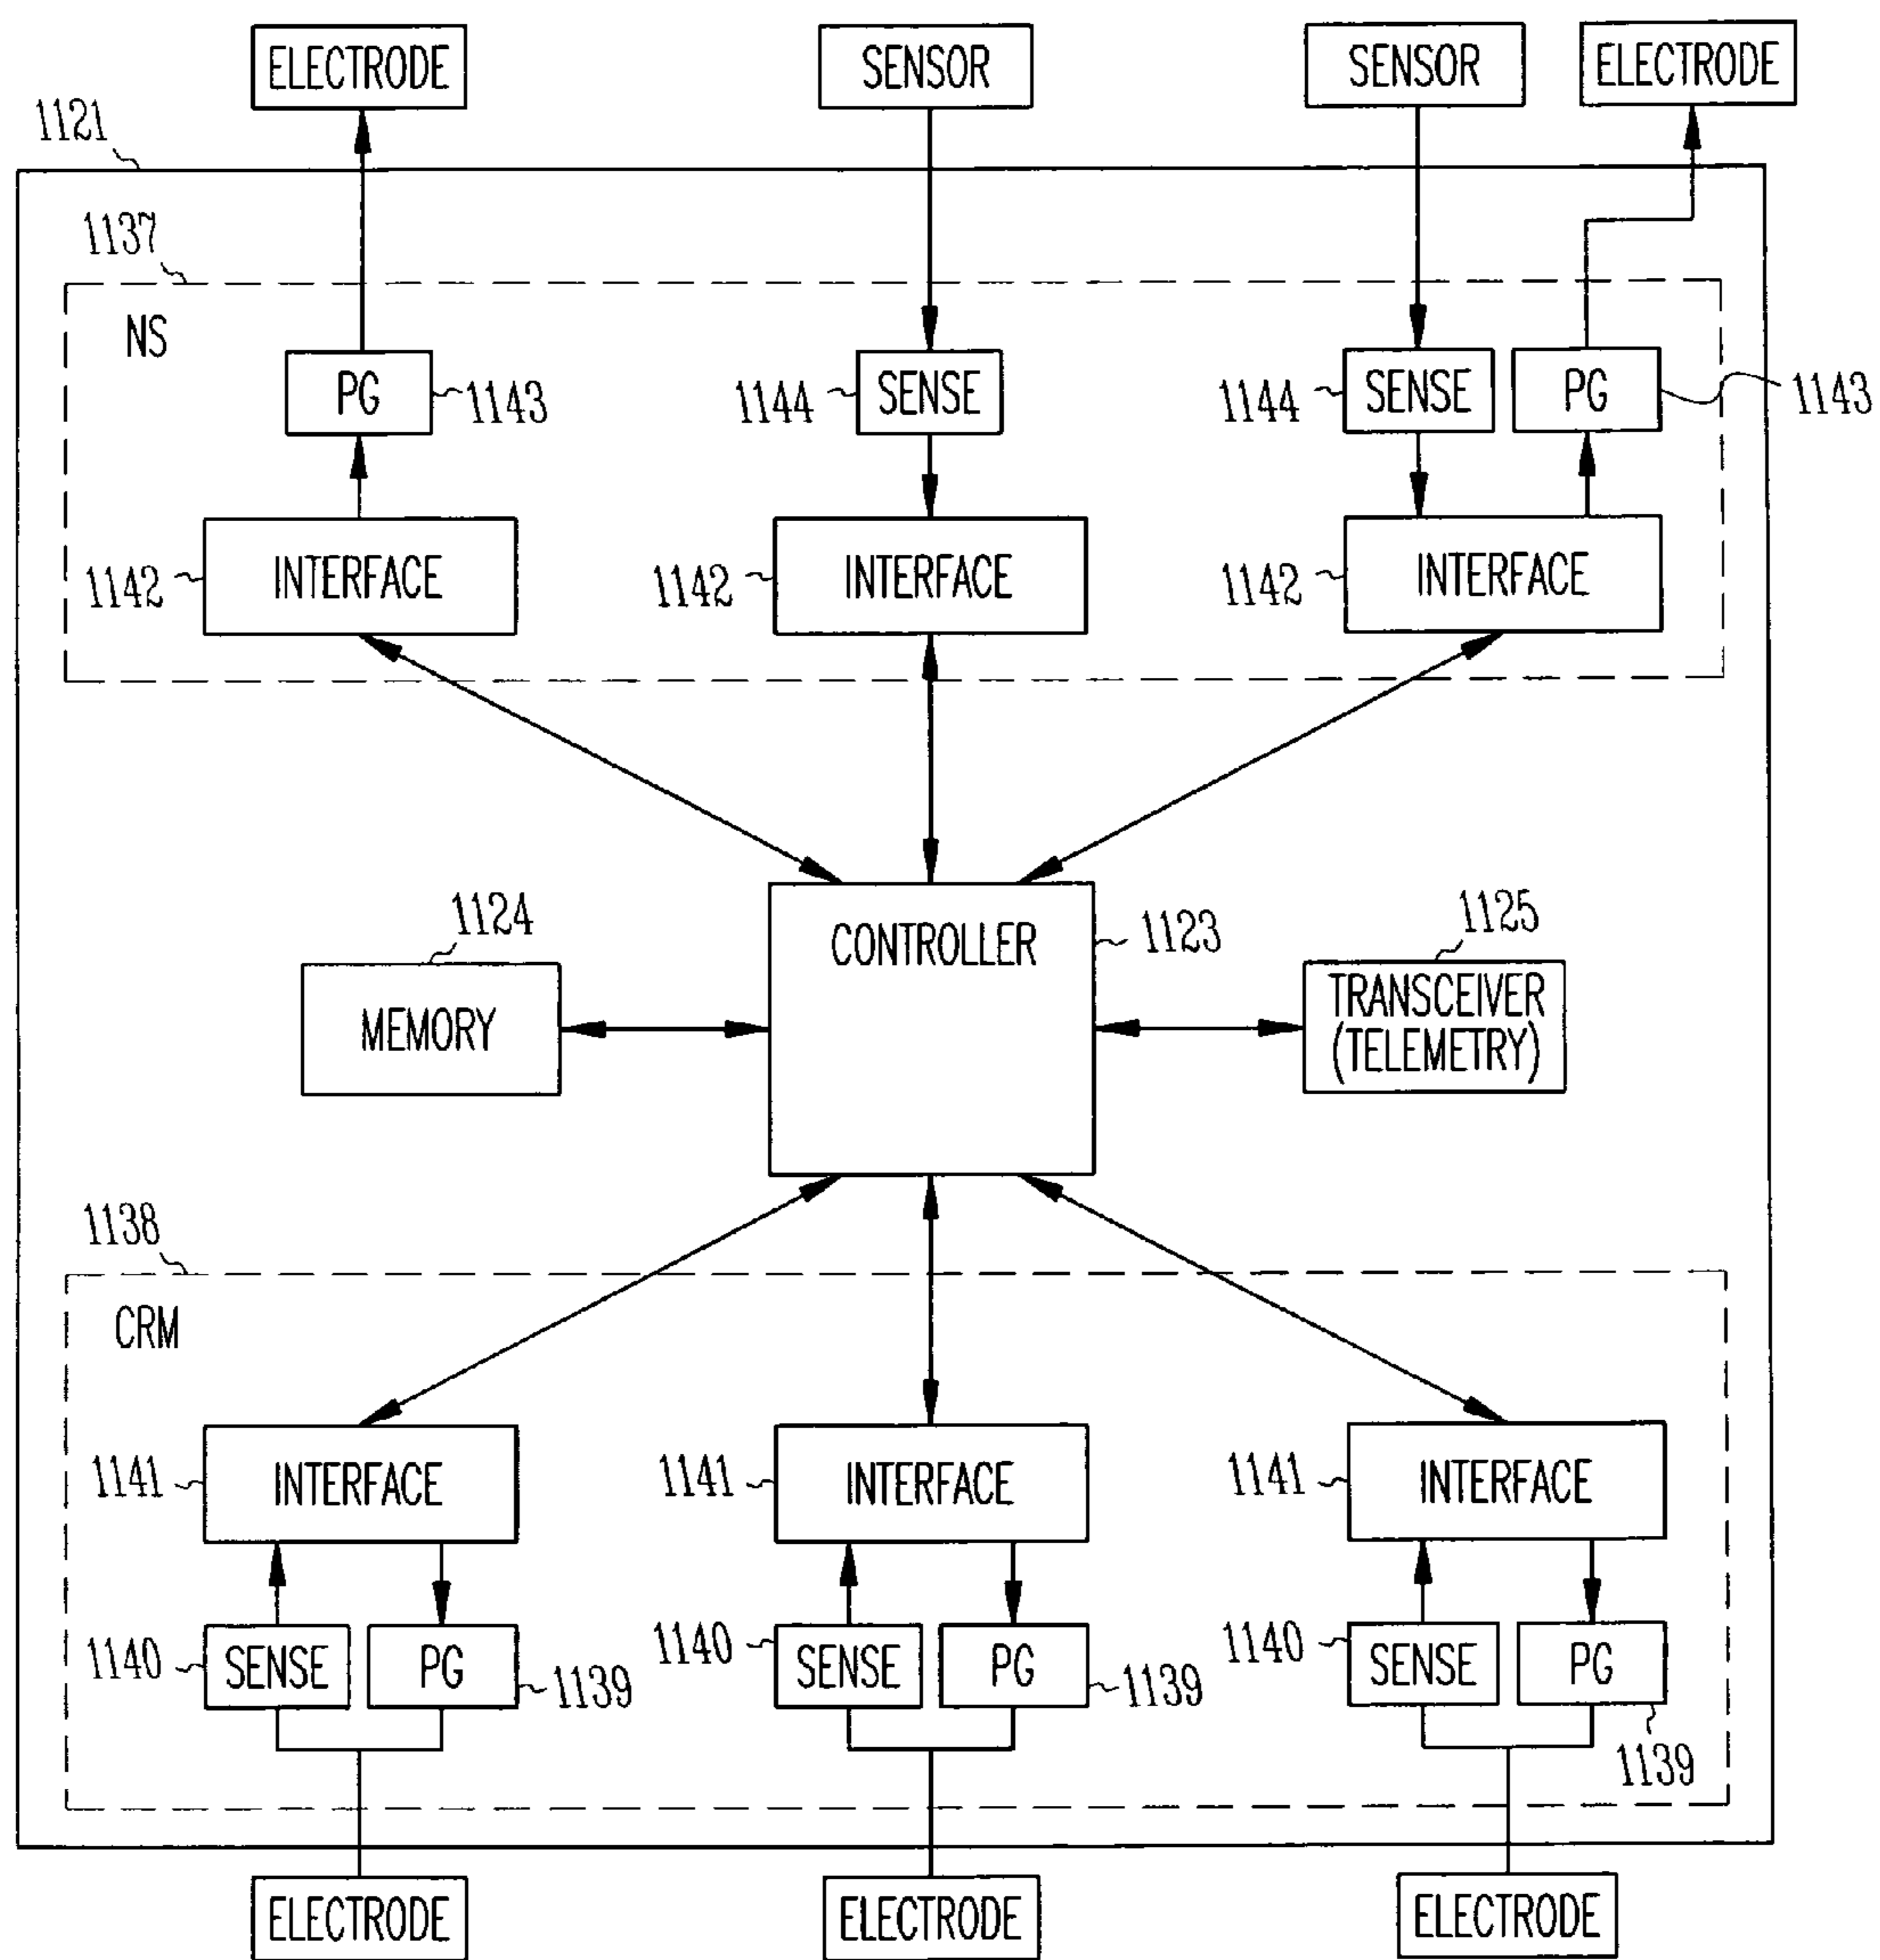 ELECTRODE
SENSOR
SENSOR
ELECTRODE
1121
1137
NS
PG
1143
1144
SENSE
1144
SENSE
PG
1143
1142
INTERFACE
1142
INTERFACE
1142
INTERFACE
1124
MEMORY
CONTROLLER
1123
1125
TRANSCEIVER
(TELEMETRY)
1138
CRM
1141
INTERFACE
1141
INTERFACE
1141
INTERFACE
1140
SENSE
PG
1139
1140
SENSE
PG
1139
1140
SENSE
PG
1139
ELECTRODE
ELECTRODE
ELECTRODE